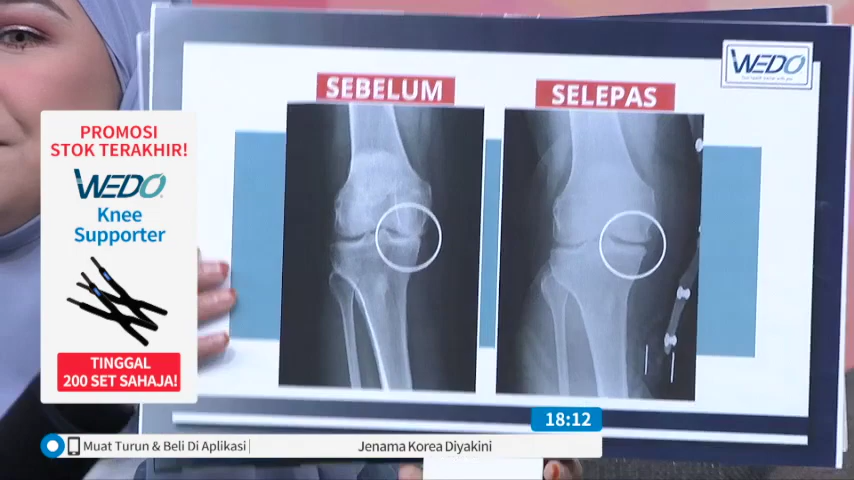 WEDO
SEBELUM
SELEPAS
PROMOSI
STOK TERAKHIR!
WEDO
Knee
Supporter
TINGGAL
200 SET SAHAJA!
18:12
Muat Turun & Beli Di Aplikasi
Jenama Korea Diyakini